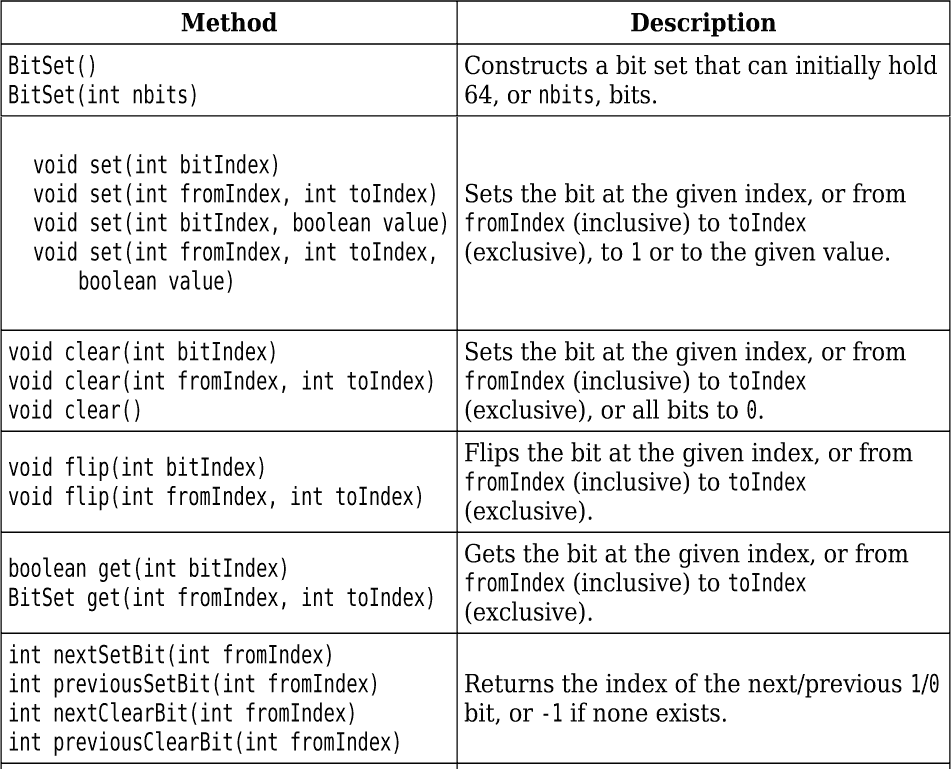 Method
Description
BitSet()
BitSet(int nbits)
Constructs a bit set that can initially hold
64, or nbits, bits.
void set(int bitIndex)
void set(int fromIndex, int toIndex)
void set(int bitIndex, boolean value)
void set(int fromIndex, int toIndex,
boolean value)
Sets the bit at the given index, or from
fromIndex (inclusive) to toIndex
(exclusive), to 1 or to the given value.
void clear(int bitIndex)
void clear(int fromIndex, int toIndex)
void clear()
Sets the bit at the given index, or from
fromIndex (inclusive) to toIndex
(exclusive), or all bits to 0.
void flip(int bitIndex)
void flip(int fromIndex, int toIndex)
Flips the bit at the given index, or from
fromIndex (inclusive) to toIndex
(exclusive).
boolean get(int bitIndex)
BitSet get(int fromIndex, int toIndex)
Gets the bit at the given index, or from
fromIndex (inclusive) to toIndex
(exclusive).
int nextSetBit(int fromIndex)
int previousSetBit(int fromIndex)
int nextClearBit(int fromIndex)
int previousClearBit(int fromIndex)
Returns the index of the next/previous 1/0
bit, or -1 if none exists.